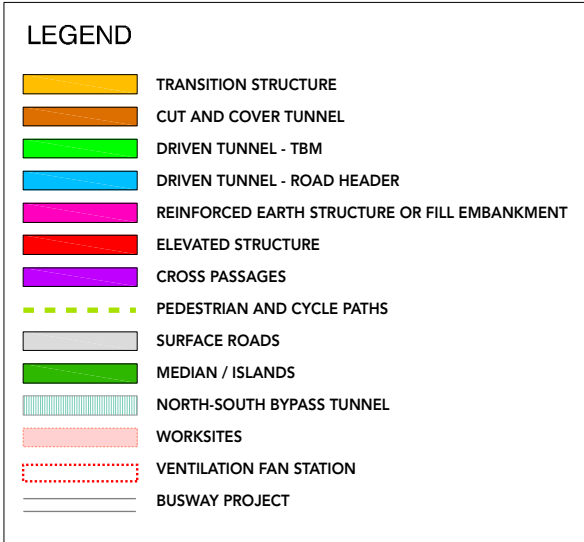 LEGEND
TRANSITION STRUCTURE
CUT AND COVER TUNNEL
DRIVEN TUNNEL - TBM
DRIVEN TUNNEL - ROAD HEADER
REINFORCED EARTH STRUCTURE OR FILL EMBANKMENT
ELEVATED STRUCTURE
CROSS PASSAGES
PEDESTRIAN AND CYCLE PATHS
SURFACE ROADS
MEDIAN / ISLANDS
NORTH-SOUTH BYPASS TUNNEL
WORKSITES
VENTILATION FAN STATION
BUSWAY PROJECT